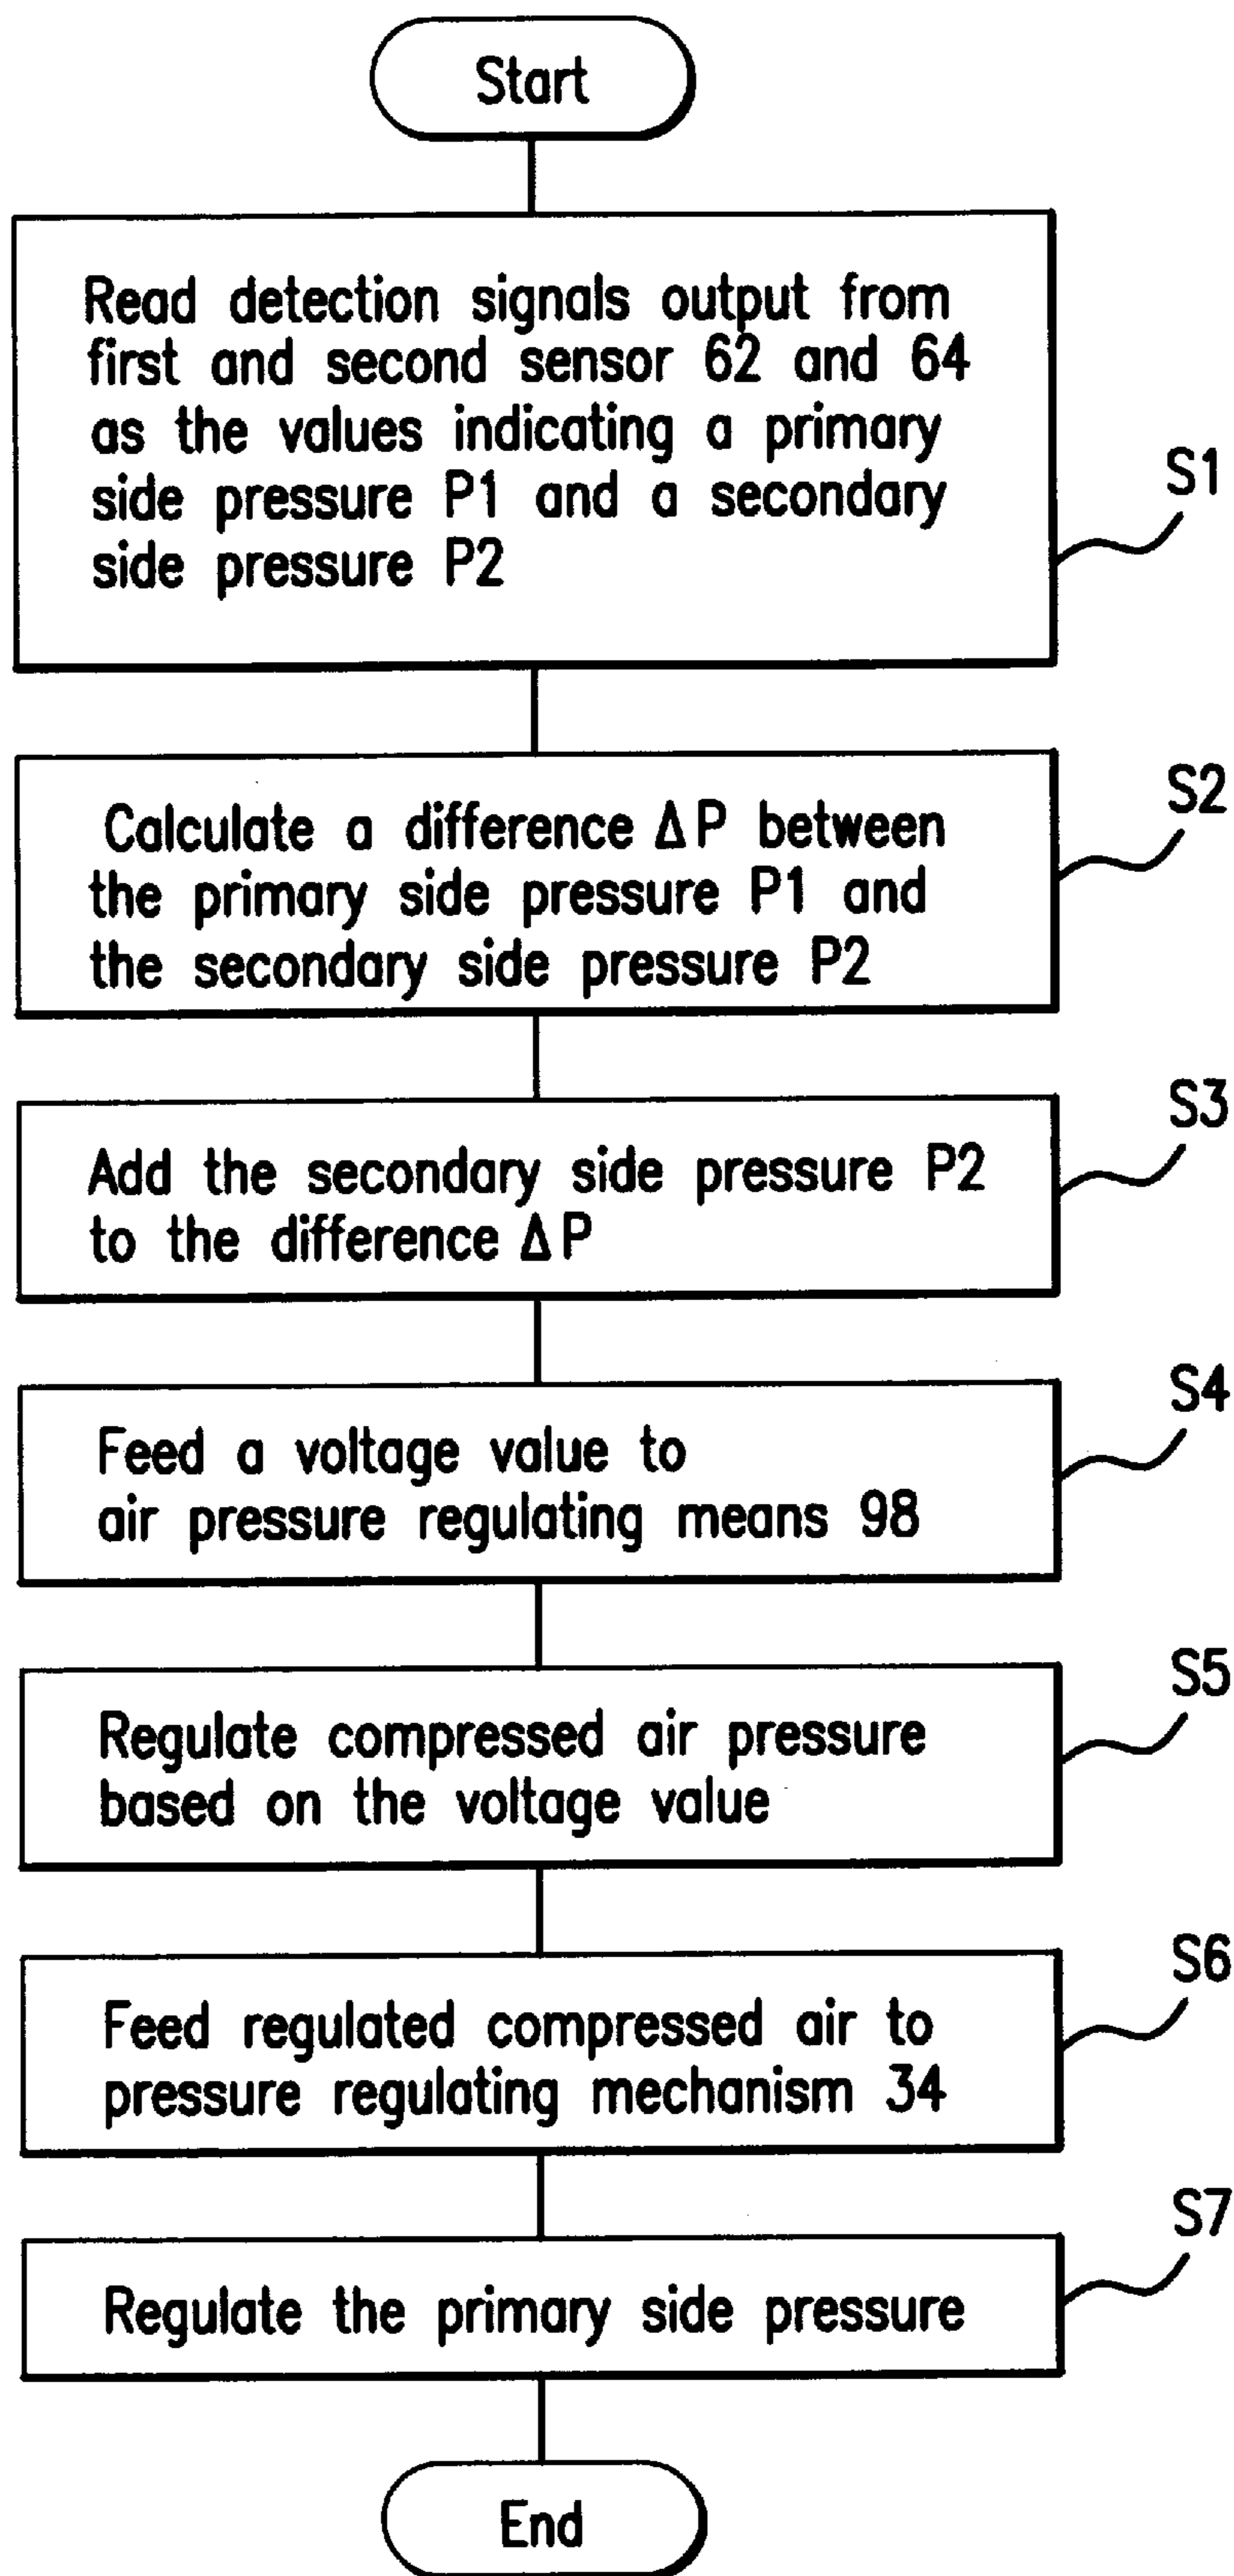 Start
Read detection signals output from
first and second sensor 62 and 64
as the values indicating a primary
side pressure P1 and a secondary
side pressure P2
S1
Calculate a difference ΔP between
the primary side pressure P1 and
the secondary side pressure P2
S2
Add the secondary side pressure P2
to the difference ΔP
S3
Feed a voltage value to
air pressure regulating means 98
S4
Regulate compressed air pressure
based on the voltage value
S5
Feed regulated compressed air to
pressure regulating mechanism 34
S6
Regulate the primary side pressure
S7
End